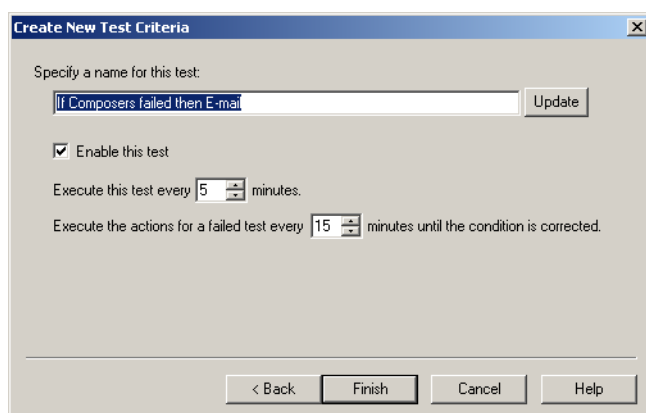 Create New Test Criteria
Specify a name for this test:
If Composers failed then E-mail
Update
Enable this test
Execute this test every 5 minutes.
Execute the actions for a failed test every 15 minutes until the condition is corrected.
< Back Finish Cancel Help